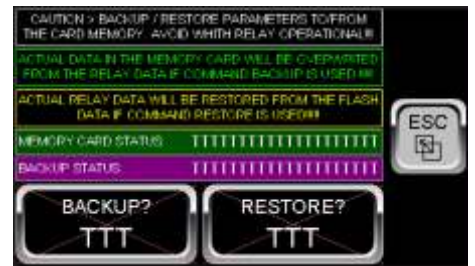 CAUTION > BACKUP / RESTORE PARAMETERS TO/FROM
THE CARD MEMORY. AVOID WHITH RELAY OPERATIONAL!!!
ACTUAL DATA IN THE MEMORY CARD WILL BE OVERWRITED
FROM THE RELAY DATA IF COMMAND BACKUP IS USED !!!!
ACTUAL RELAY DATA WILL BE RESTORED FROM THE FLASH
DATA IF COMMAND RESTORE IS USED!!!!
ESC
MEMORY CARD STATUS: TTTTTTTTTTTTTTTTTTTT
BACKUP STATUS: TTTTTTTTTTTTTTTTTTTT
BACKUP? RESTORE?
TTT TTT